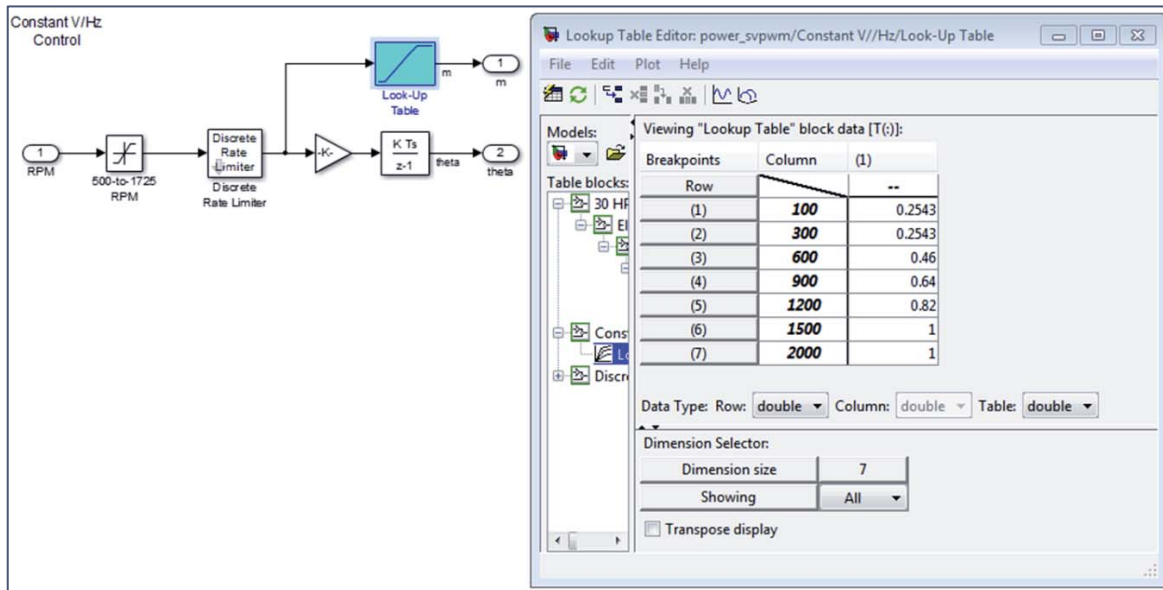 Constant V/Hz
Control
1
RPM
500-to-1725
RPM
Discrete
Rate
Limiter
Discrete
Rate Limiter
Look-Up
Table
m
1
m
-K-
K Ts
z-1
theta
2
theta
Lookup Table Editor: power_svpwm/Constant V//Hz/Look-Up Table
File Edit Plot Help
Models:
Table blocks:
30 HP
El
Const
Lo
Discre
Viewing "Lookup Table" block data [T(:)]:
Breakpoints Column (1)
Row --
(1) 100 0.2543
(2) 300 0.2543
(3) 600 0.46
(4) 900 0.64
(5) 1200 0.82
(6) 1500 1
(7) 2000 1
Data Type: Row: double Column: double Table: double
Dimension Selector:
Dimension size 7
Showing All
Transpose display